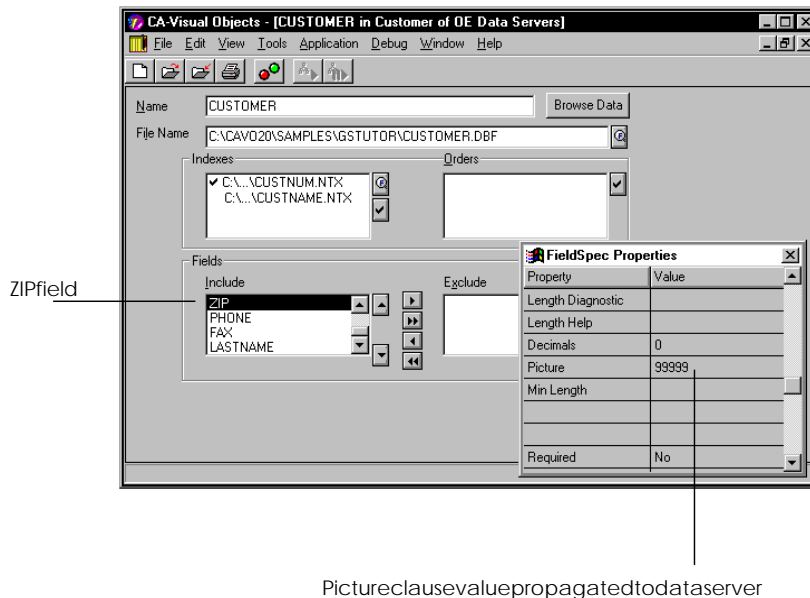 CA-Visual Objects - [CUSTOMER in Customer of OE Data Servers]
File Edit View Tools Application Debug Window Help
Name CUSTOMER Browse Data
File Name C:\CAVO20\SAMPLES\GSTUTOR\CUSTOMER.DBF
Indexes Orders
C:\...\CUSTNUM.NTX
C:\...\CUSTNAME.NTX
Fields
Include Exclude
ZIP
PHONE
FAX
LASTNAME
FieldSpec Properties
Property Value
Length Diagnostic
Length Help
Decimals 0
Picture 99999
Min Length
Required No
ZIPfield
Pictureclausevaluepropagatedtodataserver